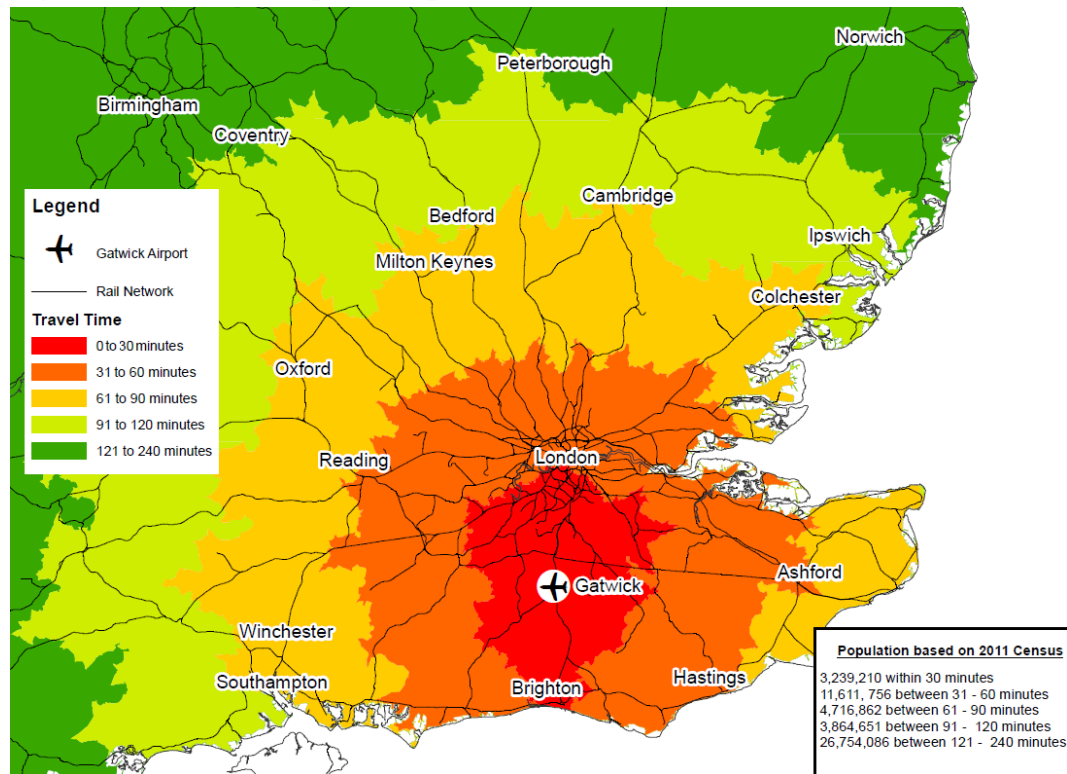 Norwich
Peterborough
Birmingham
Coventry
Cambridge
Bedford
Ipswich
Milton Keynes
Colchester
Oxford
Reading
London
Ashford
Gatwick
Winchester
Southampton
Hastings
Brighton
Legend
Gatwick Airport
Rail Network
Travel Time
0 to 30 minutes
31 to 60 minutes
61 to 90 minutes
91 to 120 minutes
121 to 240 minutes
Population based on 2011 Census
3,239,210 within 30 minutes
11,611, 756 between 31 - 60 minutes
4,716,862 between 61 - 90 minutes
3,864,651 between 91 - 120 minutes
26,754,086 between 121 - 240 minutes